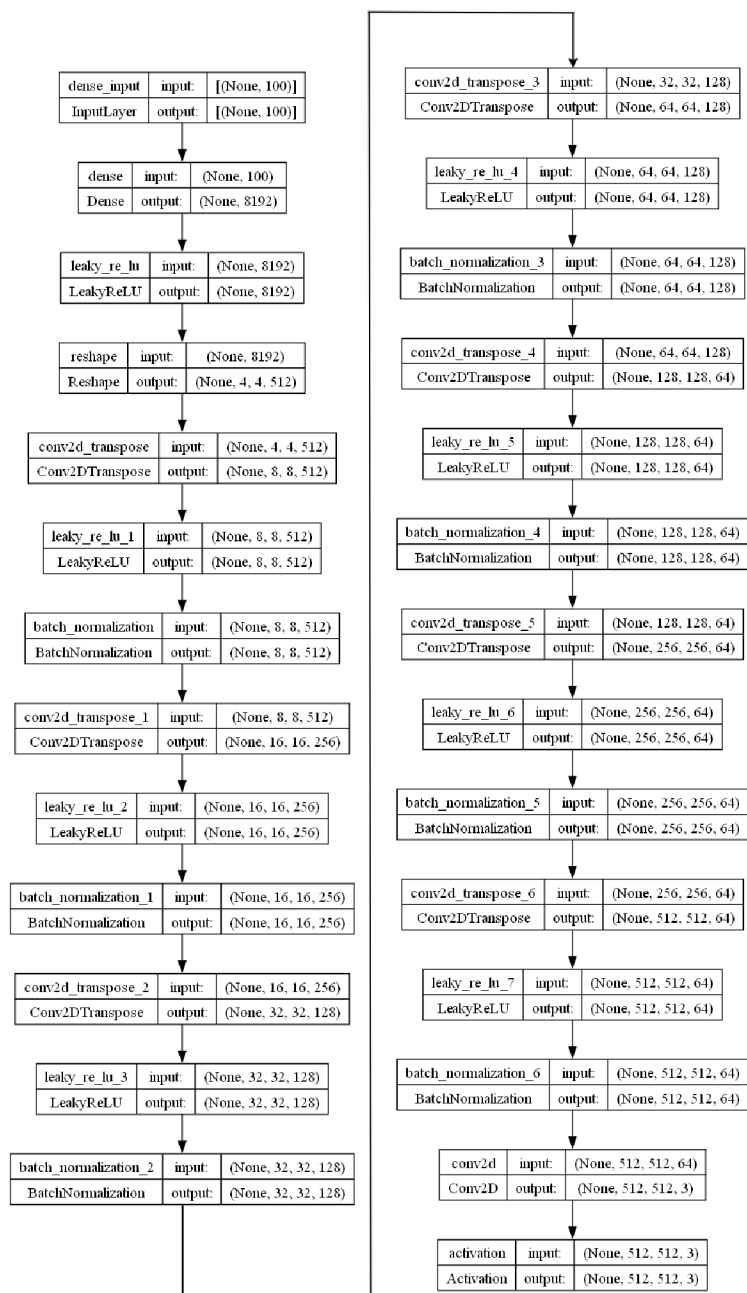 dense_input input: [(None, 100)]
InputLayer output: [(None, 100)]
dense input: (None, 100)
Dense output: (None, 8192)
leaky_re_lu input: (None, 8192)
LeakyReLU output: (None, 8192)
reshape input: (None, 8192)
Reshape output: (None, 4, 4, 512)
conv2d_transpose input: (None, 4, 4, 512)
Conv2DTranspose output: (None, 8, 8, 512)
leaky_re_lu_1 input: (None, 8, 8, 512)
LeakyReLU output: (None, 8, 8, 512)
batch_normalization input: (None, 8, 8, 512)
BatchNormalization output: (None, 8, 8, 512)
conv2d_transpose_1 input: (None, 8, 8, 512)
Conv2DTranspose output: (None, 16, 16, 256)
leaky_re_lu_2 input: (None, 16, 16, 256)
LeakyReLU output: (None, 16, 16, 256)
batch_normalization_1 input: (None, 16, 16, 256)
BatchNormalization output: (None, 16, 16, 256)
conv2d_transpose_2 input: (None, 16, 16, 256)
Conv2DTranspose output: (None, 32, 32, 128)
leaky_re_lu_3 input: (None, 32, 32, 128)
LeakyReLU output: (None, 32, 32, 128)
batch_normalization_2 input: (None, 32, 32, 128)
BatchNormalization output: (None, 32, 32, 128)
conv2d_transpose_3 input: (None, 32, 32, 128)
Conv2DTranspose output: (None, 64, 64, 128)
leaky_re_lu_4 input: (None, 64, 64, 128)
LeakyReLU output: (None, 64, 64, 128)
batch_normalization_3 input: (None, 64, 64, 128)
BatchNormalization output: (None, 64, 64, 128)
conv2d_transpose_4 input: (None, 64, 64, 128)
Conv2DTranspose output: (None, 128, 128, 64)
leaky_re_lu_5 input: (None, 128, 128, 64)
LeakyReLU output: (None, 128, 128, 64)
batch_normalization_4 input: (None, 128, 128, 64)
BatchNormalization output: (None, 128, 128, 64)
conv2d_transpose_5 input: (None, 128, 128, 64)
Conv2DTranspose output: (None, 256, 256, 64)
leaky_re_lu_6 input: (None, 256, 256, 64)
LeakyReLU output: (None, 256, 256, 64)
batch_normalization_5 input: (None, 256, 256, 64)
BatchNormalization output: (None, 256, 256, 64)
conv2d_transpose_6 input: (None, 256, 256, 64)
Conv2DTranspose output: (None, 512, 512, 64)
leaky_re_lu_7 input: (None, 512, 512, 64)
LeakyReLU output: (None, 512, 512, 64)
batch_normalization_6 input: (None, 512, 512, 64)
BatchNormalization output: (None, 512, 512, 64)
conv2d input: (None, 512, 512, 64)
Conv2D output: (None, 512, 512, 3)
activation input: (None, 512, 512, 3)
Activation output: (None, 512, 512, 3)